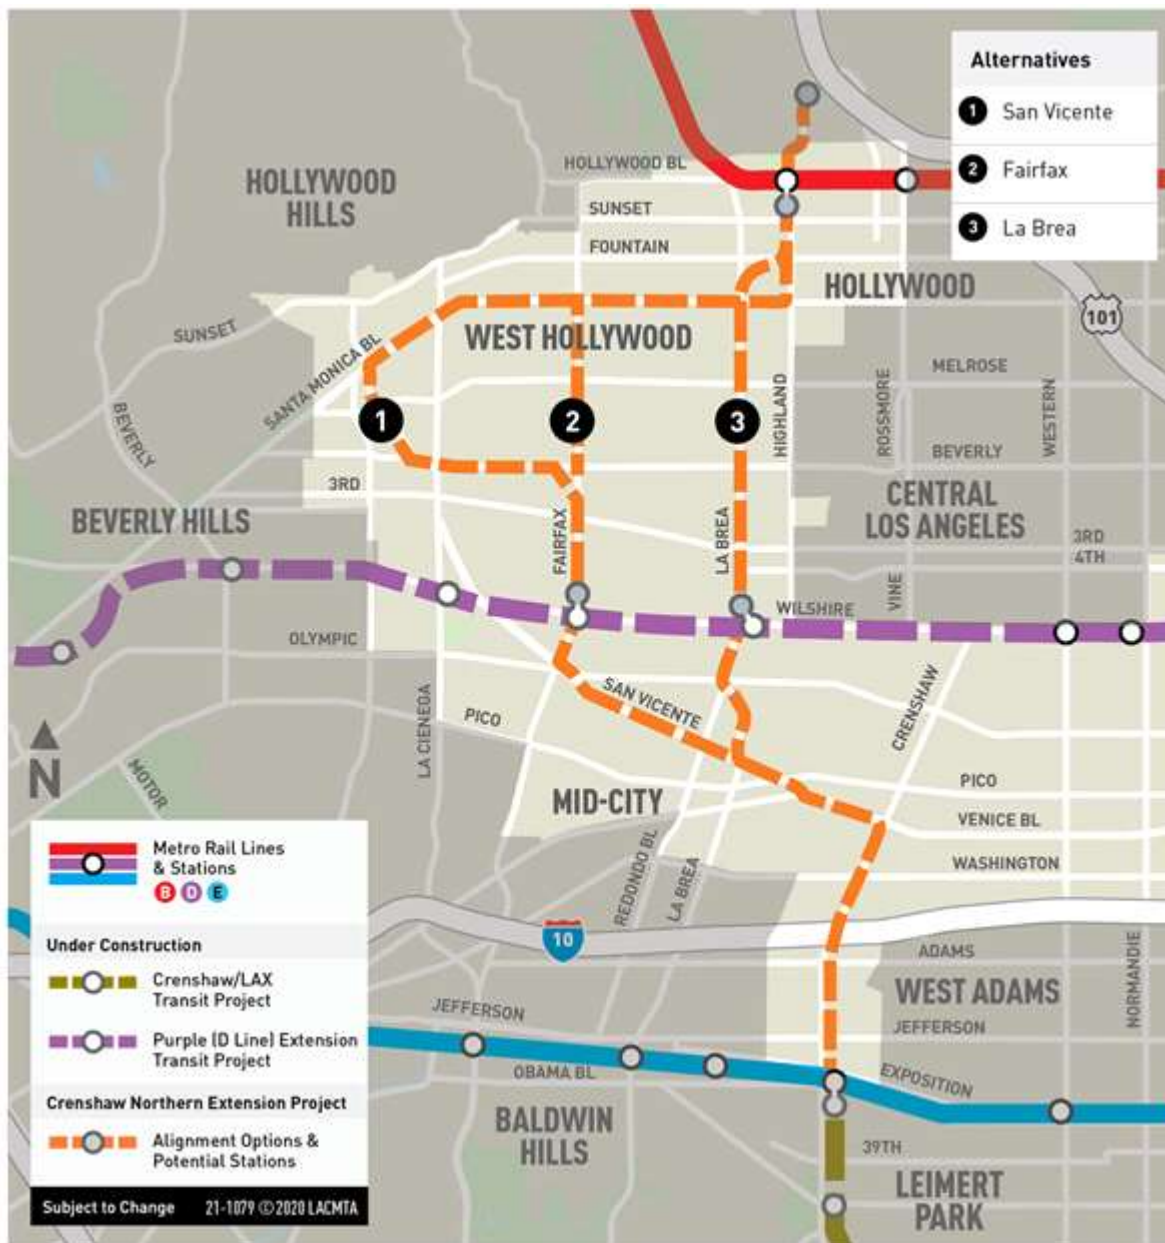 Alternatives
1 San Vicente
2 Fairfax
3 La Brea
HOLLYWOOD BL
HOLLYWOOD
HILLS
SUNSET
FOUNTAIN
HOLLYWOOD
101
SUNSET
SANTA MONICA BL
WEST HOLLYWOOD
MELROSE
BEVERLY
1
2
3
HIGHLAND
ROSSMORE
WESTERN
BEVERLY
3RD
CENTRAL
LOS ANGELES
BEVERLY HILLS
FAIRFAX
LA BREA
3RD
4TH
VINE
WILSHIRE
OLYMPIC
SAN VICENTE
CRENSHAW
LA CIENEGA
PICO
N
MOTOR
MID-CITY
PICO
VENICE BL
WASHINGTON
REDONDO BL
LA BREA
10
ADAMS
WEST ADAMS
NORMANDIE
JEFFERSON
JEFFERSON
OBAMA BL
EXPOSITION
BALDWIN
HILLS
39TH
LEIMERT
PARK
Metro Rail Lines
& Stations
B D E
Under Construction
Crenshaw/LAX
Transit Project
Purple (D Line) Extension
Transit Project
Crenshaw Northern Extension Project
Alignment Options &
Potential Stations
Subject to Change 21-1079 ©2020 LACMTA